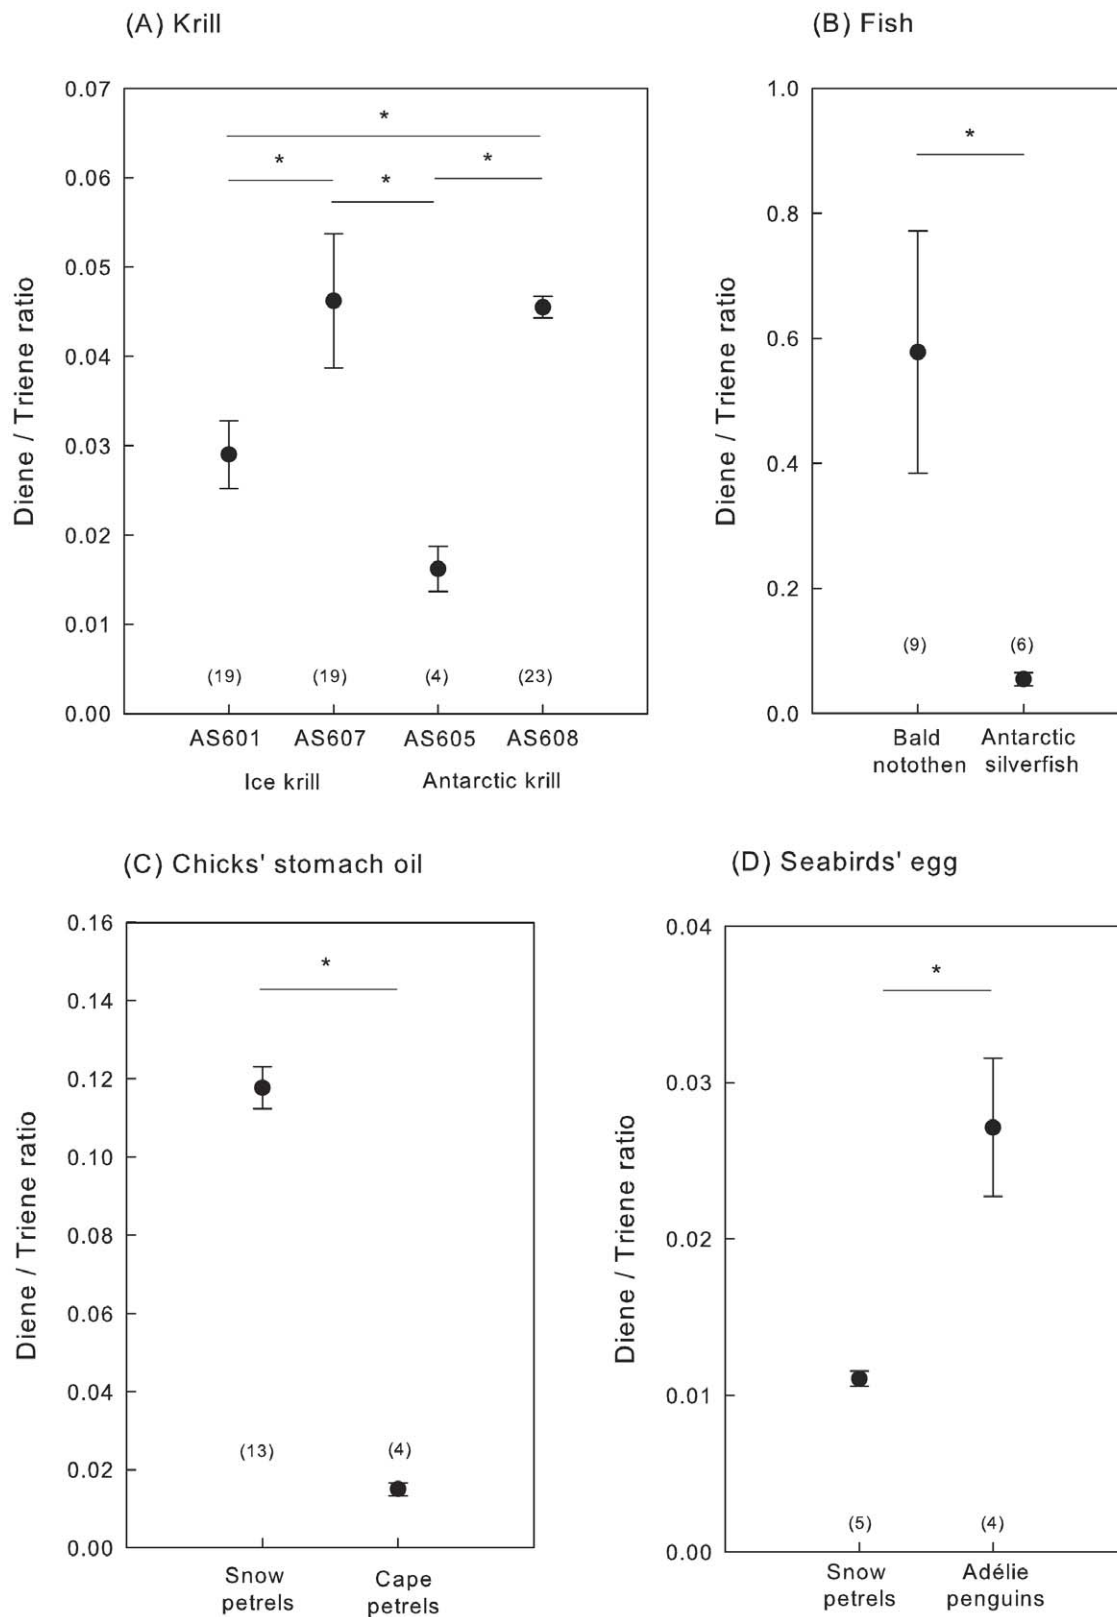 (A) Krill
Diene / Triene ratio
0.07
0.06
0.05
0.04
0.03
0.02
0.01
0.00
*
*
*
*
(19)
(19)
(4)
(23)
AS601
AS607
AS605
AS608
Ice krill
Antarctic krill
(B) Fish
Diene / Triene ratio
1.0
0.8
0.6
0.4
0.2
0.0
*
(9)
(6)
Bald
notothen
Antarctic
silverfish
(C) Chicks' stomach oil
Diene / Triene ratio
0.16
0.14
0.12
0.10
0.08
0.06
0.04
0.02
0.00
*
(13)
(4)
Snow
petrels
Cape
petrels
(D) Seabirds' egg
Diene / Triene ratio
0.04
0.03
0.02
0.01
0.00
*
(5)
(4)
Snow
petrels
Adélie
penguins